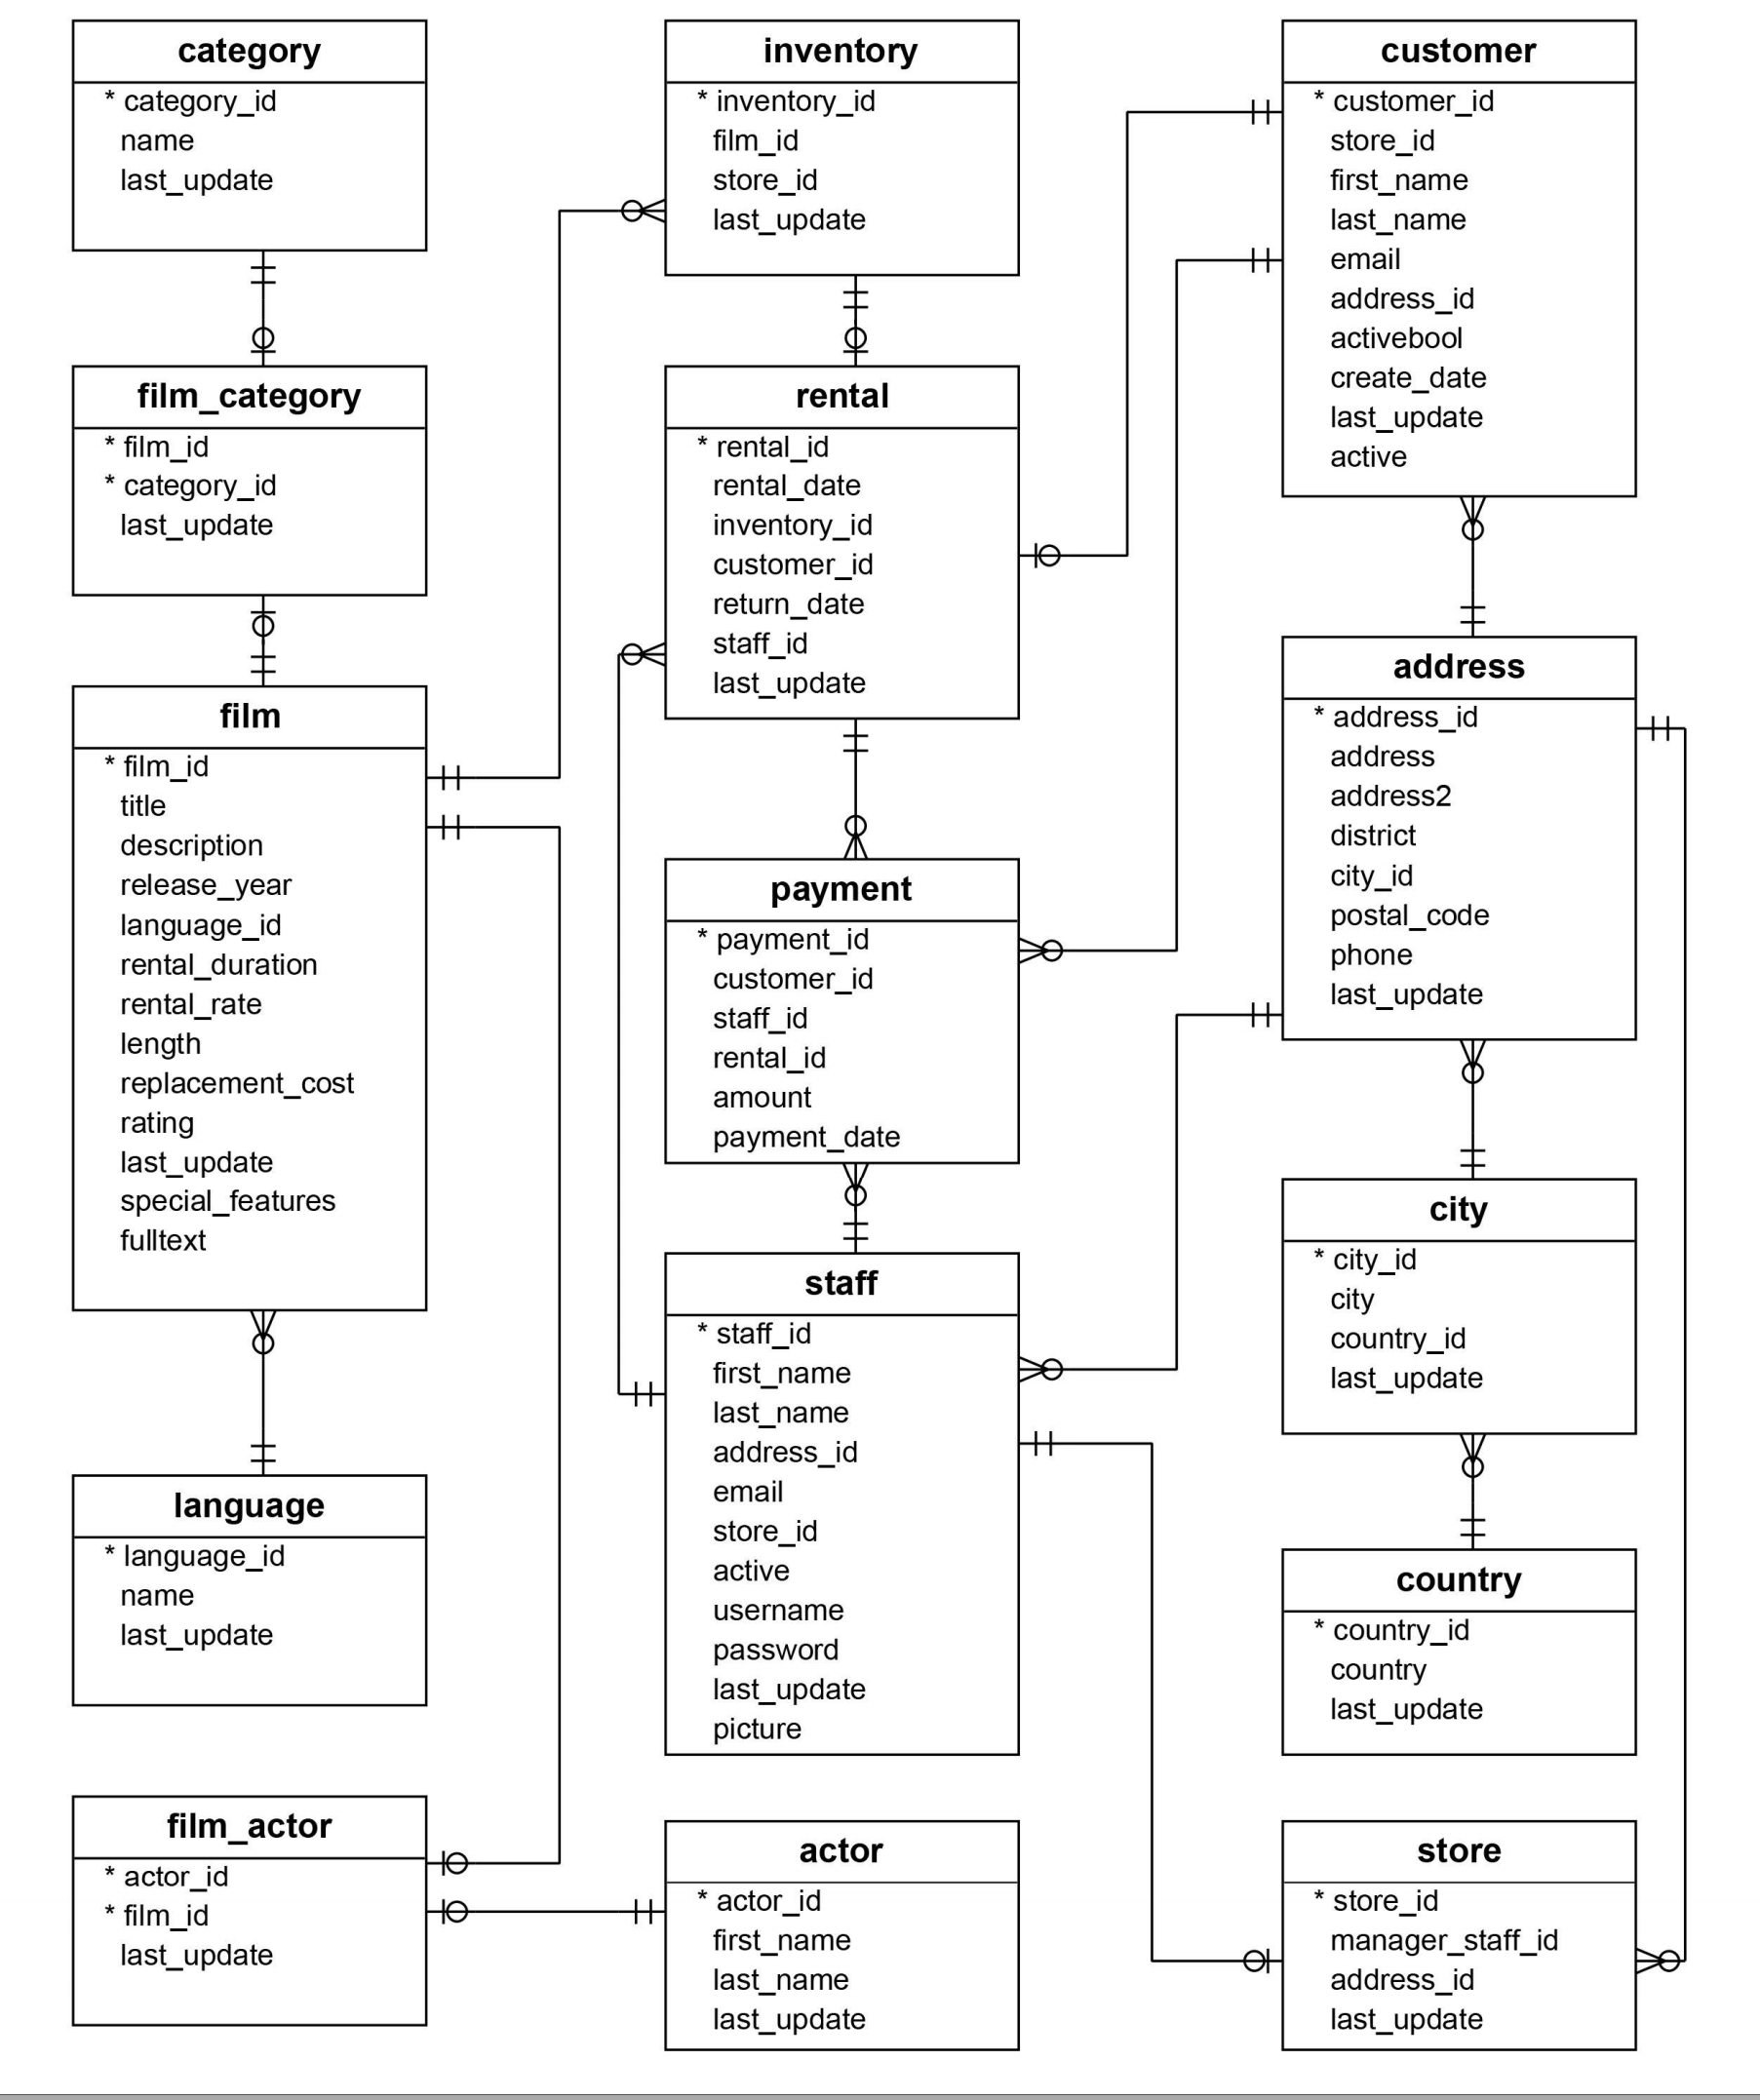 category
* category_id
name
last_update
film_category
* film_id
* category_id
last_update
film
* film_id
title
description
release_year
language_id
rental_duration
rental_rate
length
replacement_cost
rating
last_update
special_features
fulltext
language
* language_id
name
last_update
film_actor
* actor_id
* film_id
last_update
inventory
* inventory_id
film_id
store_id
last_update
rental
* rental_id
rental_date
inventory_id
customer_id
return_date
staff_id
last_update
payment
* payment_id
customer_id
staff_id
rental_id
amount
payment_date
staff
* staff_id
first_name
last_name
address_id
email
store_id
active
username
password
last_update
picture
actor
* actor_id
first_name
last_name
last_update
customer
* customer_id
store_id
first_name
last_name
email
address_id
activebool
create_date
last_update
active
address
* address_id
address
address2
district
city_id
postal_code
phone
last_update
city
* city_id
city
country_id
last_update
country
* country_id
country
last_update
store
* store_id
manager_staff_id
address_id
last_update